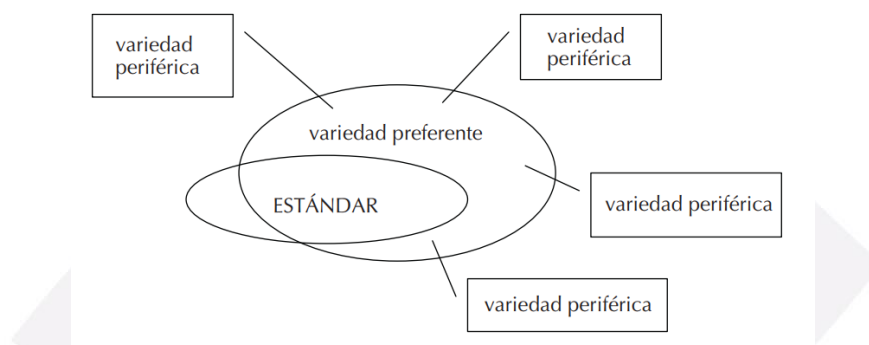 variedad
periférica
variedad
periférica
variedad preferente
ESTÁNDAR
variedad periférica
variedad periférica